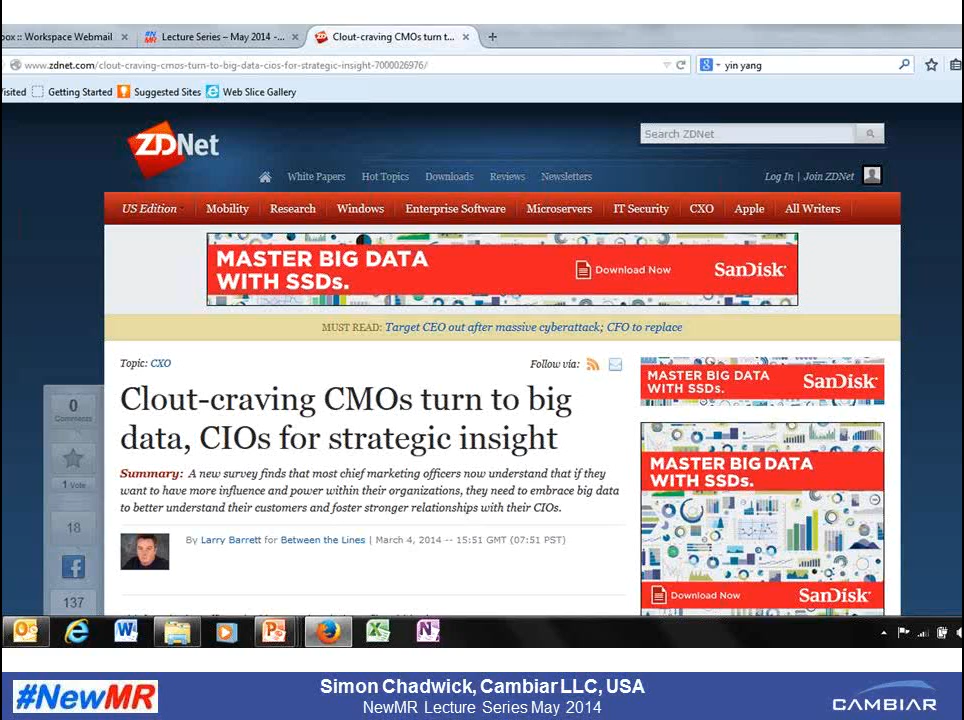 box :: Workspace Webmail
Lecture Series – May 2014 -...
Clout-craving CMOs turn t...
www.zdnet.com/clout-craving-cmos-turn-to-big-data-cios-for-strategic-insight-7000026976/
yin yang
isited
Getting Started
Suggested Sites
Web Slice Gallery
ZDNet
Search ZDNet
White Papers
Hot Topics
Downloads
Reviews
Newsletters
Log In | Join ZDNet
US Edition
Mobility
Research
Windows
Enterprise Software
Microservers
IT Security
CXO
Apple
All Writers
MASTER BIG DATA
WITH SSDs.
Download Now
SanDisk
MUST READ: Target CEO out after massive cyberattack; CFO to replace
Topic: CXO
Follow via:
Clout-craving CMOs turn to big
data, CIOs for strategic insight
Summary: A new survey finds that most chief marketing officers now understand that if they
want to have more influence and power within their organizations, they need to embrace big data
to better understand their customers and foster stronger relationships with their CIOs.
By Larry Barrett for Between the Lines | March 4, 2014 -- 15:51 GMT (07:51 PST)
0
Comments
1 Vote
18
137
MASTER BIG DATA
WITH SSDs.
SanDisk
MASTER BIG DATA
WITH SSDs.
Download Now
SanDisk
#NewMR
Simon Chadwick, Cambiar LLC, USA
NewMR Lecture Series May 2014
CAMBIAR